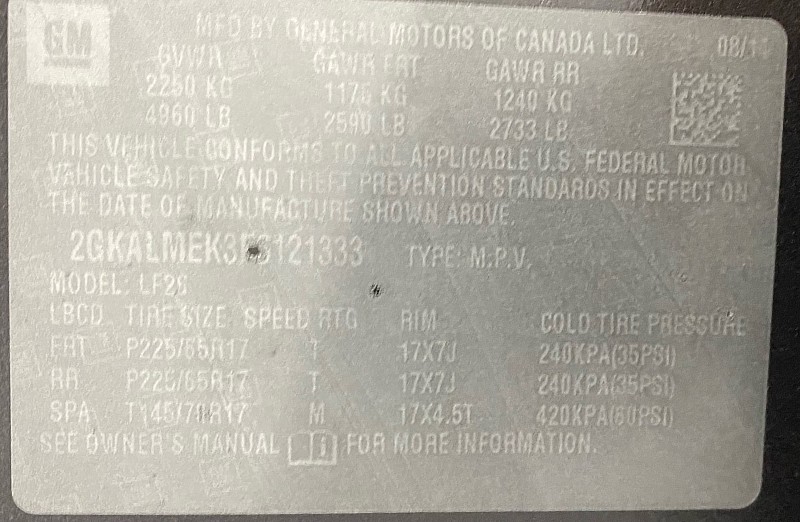 GM
MFD BY GENERAL MOTORS OF CANADA LTD. 08/1
GVWR GAWR FRT GAWR RR
2250 KG 1175 KG 1240 KG
4960 LB 2590 LB 2733 LB
THIS VEHICLE CONFORMS TO ALL APPLICABLE U.S. FEDERAL MOTOR
VEHICLE SAFETY AND THEFT PREVENTION STANDARDS IN EFFECT ON
THE DATE OF MANUFACTURE SHOWN ABOVE.
TYPE: M.P.V.
MODEL:
LBCD TIRE SIZE SPEED RTG RIM COLD TIRE PRESSURE
FRT P225/65R17 T 17X7J 240KPA(35PSI)
RR P225/65R17 T 17X7J 240KPA(35PSI)
SPA T145/70R17 M 17X4.5T 420KPA(60PSI)
SEE OWNER'S MANUAL FOR MORE INFORMATION.